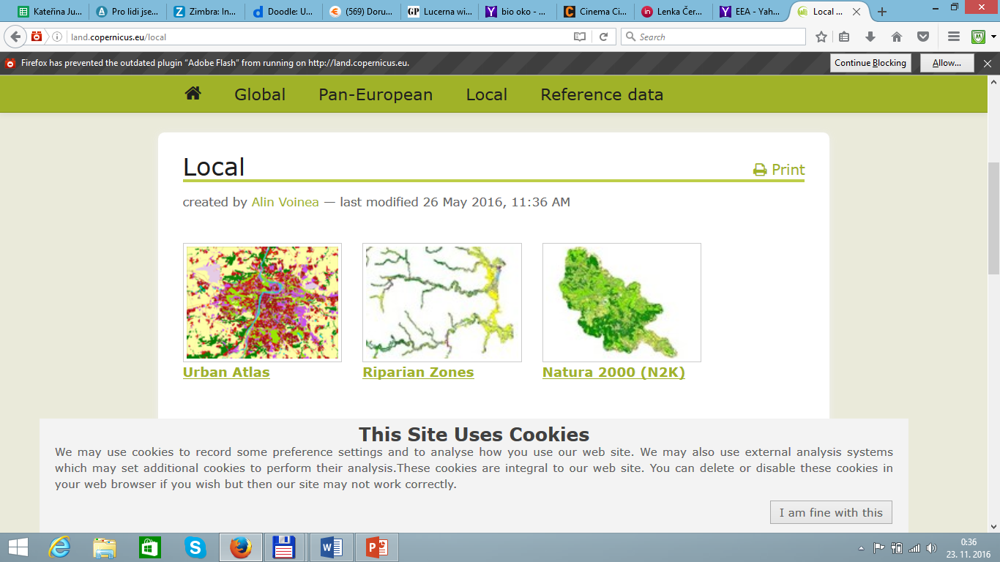 Kateřina Ju... Pro lidi jse... Zimbra: In... Doodle: U... (569) Doru... GP Lucerna wi... bio oko - ... Cinema Ci... in Lenka Čer... EEA - Yah... Local ...
land.copernicus.eu/local Search
Firefox has prevented the outdated plugin “Adobe Flash” from running on http://land.copernicus.eu. Continue Blocking Allow...
Global Pan-European Local Reference data
Local
Print
created by Alin Voinea — last modified 26 May 2016, 11:36 AM
Urban Atlas Riparian Zones Natura 2000 (N2K)
This Site Uses Cookies
We may use cookies to record some preference settings and to analyse how you use our web site. We may also use external analysis systems
which may set additional cookies to perform their analysis.These cookies are integral to our web site. You can delete or disable these cookies in
your web browser if you wish but then our site may not work correctly.
I am fine with this
0:36
23. 11. 2016